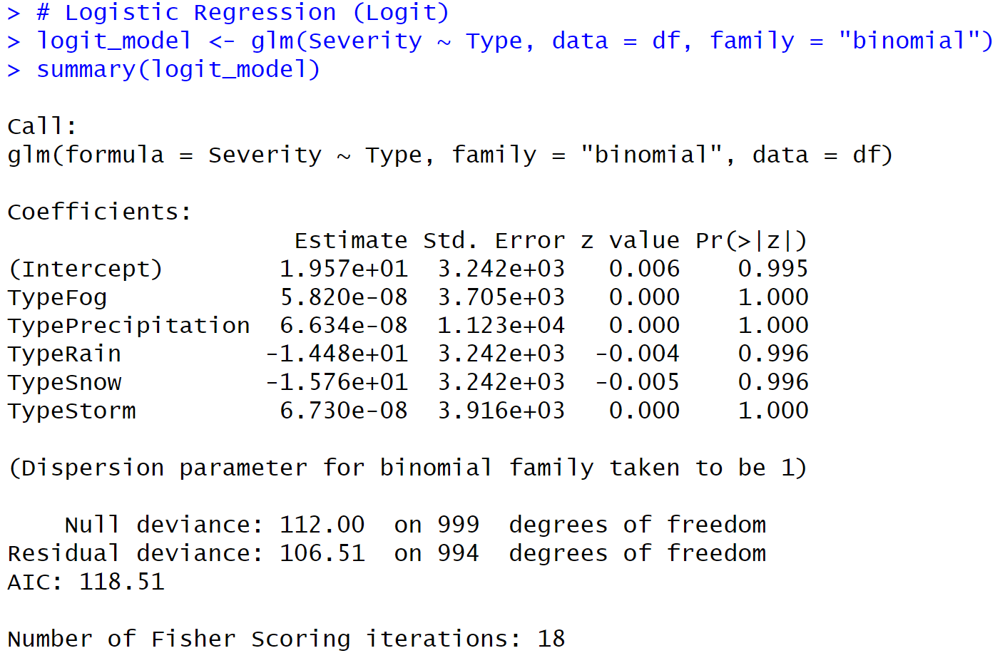 > # Logistic Regression (Logit)
> logit_model <- glm(Severity ~ Type, data = df, family = "binomial")
> summary(logit_model)
Call:
glm(formula = Severity ~ Type, family = "binomial", data = df)
Coefficients:
                    Estimate Std. Error z value Pr(>|z|)
(Intercept)        1.957e+01  3.242e+03   0.006    0.995
TypeFog            5.820e-08  3.705e+03   0.000    1.000
TypePrecipitation  6.634e-08  1.123e+04   0.000    1.000
TypeRain          -1.448e+01  3.242e+03  -0.004    0.996
TypeSnow          -1.576e+01  3.242e+03  -0.005    0.996
TypeStorm          6.730e-08  3.916e+03   0.000    1.000
(Dispersion parameter for binomial family taken to be 1)
    Null deviance: 112.00  on 999  degrees of freedom
Residual deviance: 106.51  on 994  degrees of freedom
AIC: 118.51
Number of Fisher Scoring iterations: 18